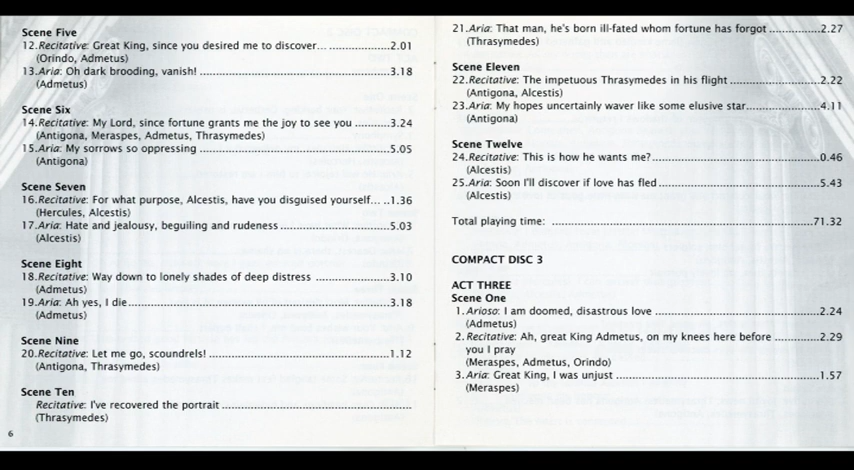 Scene Five
12.Recitative: Great King, since you desired me to discover... ..................2.01
(Orindo, Admetus)
13.Aria: Oh dark brooding, vanish! ......................................................3.18
(Admetus)
Scene Six
14.Recitative: My Lord, since fortune grants me the joy to see you ..........3.24
(Antigona, Meraspes, Admetus, Thrasymedes)
15.Aria: My sorrows so oppressing ......................................................5.05
(Antigona)
Scene Seven
16.Recitative: For what purpose, Alcestis, have you disguised yourself... ..1.36
(Hercules, Alcestis)
17.Aria: Hate and jealousy, beguiling and rudeness ...............................5.03
(Alcestis)
Scene Eight
18.Recitative: Way down to lonely shades of deep distress .....................3.10
(Admetus)
19.Aria: Ah yes, I die..........................................................................3.18
(Admetus)
Scene Nine
20.Recitative: Let me go, scoundrels! ...................................................1.12
(Antigona, Thrasymedes)
Scene Ten
Recitative: I've recovered the portrait ......................................................
(Thrasymedes)
6
21.Aria: That man, he's born ill-fated whom fortune has forgot ..............2.27
(Thrasymedes)
Scene Eleven
22.Recitative: The impetuous Thrasymedes in his flight .........................2.22
(Antigona, Alcestis)
23.Aria: My hopes uncertainly waver like some elusive star.....................4.11
(Antigona)
Scene Twelve
24.Recitative: This is how he wants me?...............................................0.46
(Alcestis)
25.Aria: Soon I'll discover if love has fled .............................................5.43
(Alcestis)
Total playing time: ...........................................................................71.32
COMPACT DISC 3
ACT THREE
Scene One
1. Arioso: I am doomed, disastrous love ..............................................2.24
(Admetus)
2. Recitative: Ah, great King Admetus, on my knees here before ............2.29
you I pray
(Meraspes, Admetus, Orindo)
3. Aria: Great King, I was unjust .........................................................1.57
(Meraspes)